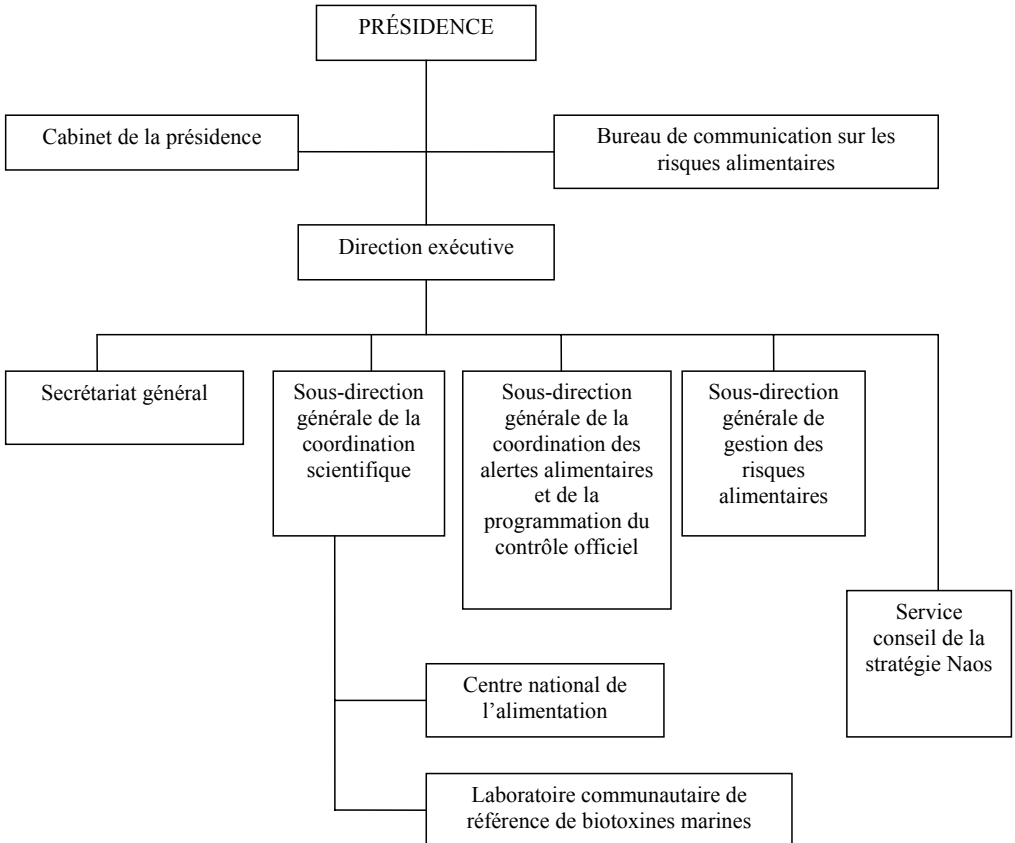 PRÉSIDENCE
Cabinet de la présidence
Bureau de communication sur les
risques alimentaires
Direction exécutive
Secrétariat général
Sous-direction
générale de la
coordination
scientifique
Sous-direction
générale de la
coordination des
alertes alimentaires
et de la
programmation du
contrôle officiel
Sous-direction
générale de
gestion des
risques
alimentaires
Service
conseil de la
stratégie Naos
Centre national de
l’alimentation
Laboratoire communautaire de
référence de biotoxines marines